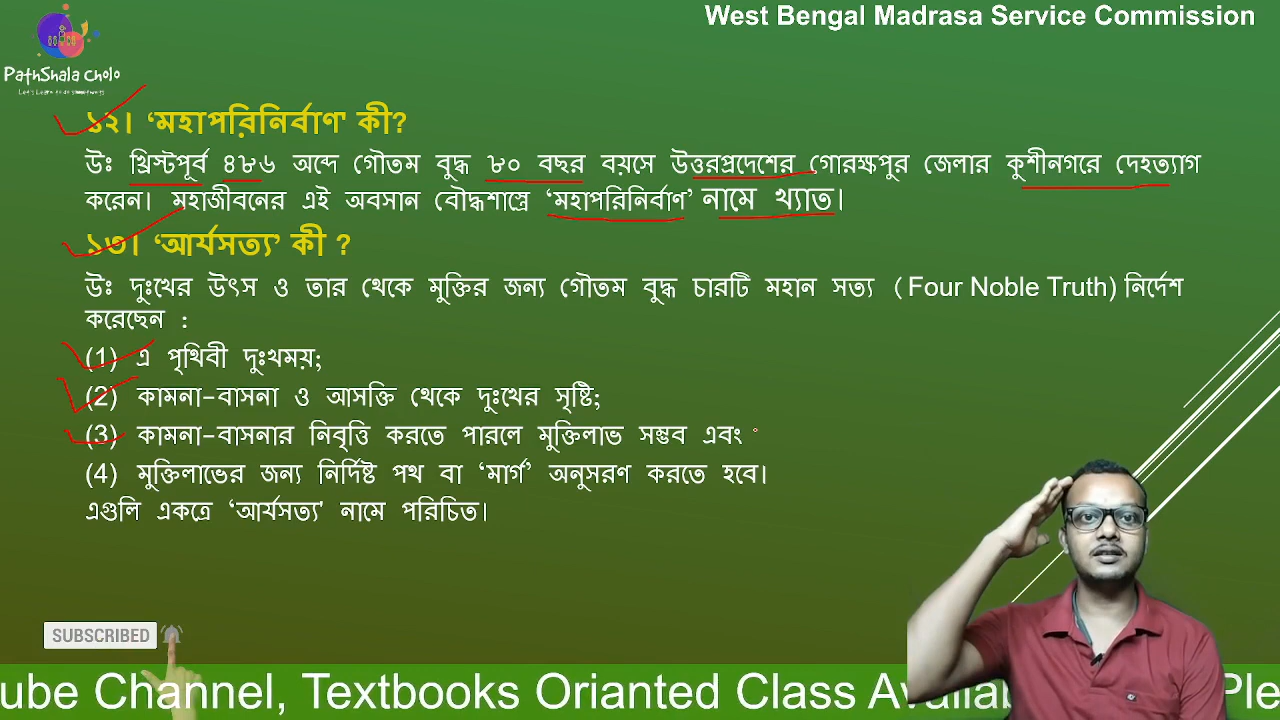 West Bengal Madrasa Service Commission
PathShala Cholo
১২। ‘মহাপরিনির্বাণ' কী?
উঃ খ্রিস্টপূর্ব ৪৮৬ অব্দে গৌতম বুদ্ধ ৮০ বছর বয়সে উত্তরপ্রদেশের গোরক্ষপুর জেলার কুশীনগরে দেহত্যাগ
করেন। মহাজীবনের এই অবসান বৌদ্ধশাস্ত্রে ‘মহাপরিনির্বাণ’ নামে খ্যাত।
১৩। ‘আর্যসত্য’ কী ?
উঃ দুঃখের উৎস ও তার থেকে মুক্তির জন্য গৌতম বুদ্ধ চারটি মহান সত্য (Four Noble Truth) নির্দেশ
করেছেন :
(1) এ পৃথিবী দুঃখময়;
(2) কামনা-বাসনা ও আসক্তি থেকে দুঃখের সৃষ্টি;
(3) কামনা-বাসনার নিবৃত্তি করতে পারলে মুক্তিলাভ সম্ভব এবং
(4) মুক্তিলাভের জন্য নির্দিষ্ট পথ বা ‘মার্গ’ অনুসরণ করতে হবে।
এগুলি একত্রে ‘আর্যসত্য' নামে পরিচিত।
SUBSCRIBED
ube Channel, Textbooks Orianted Class Availab Ple